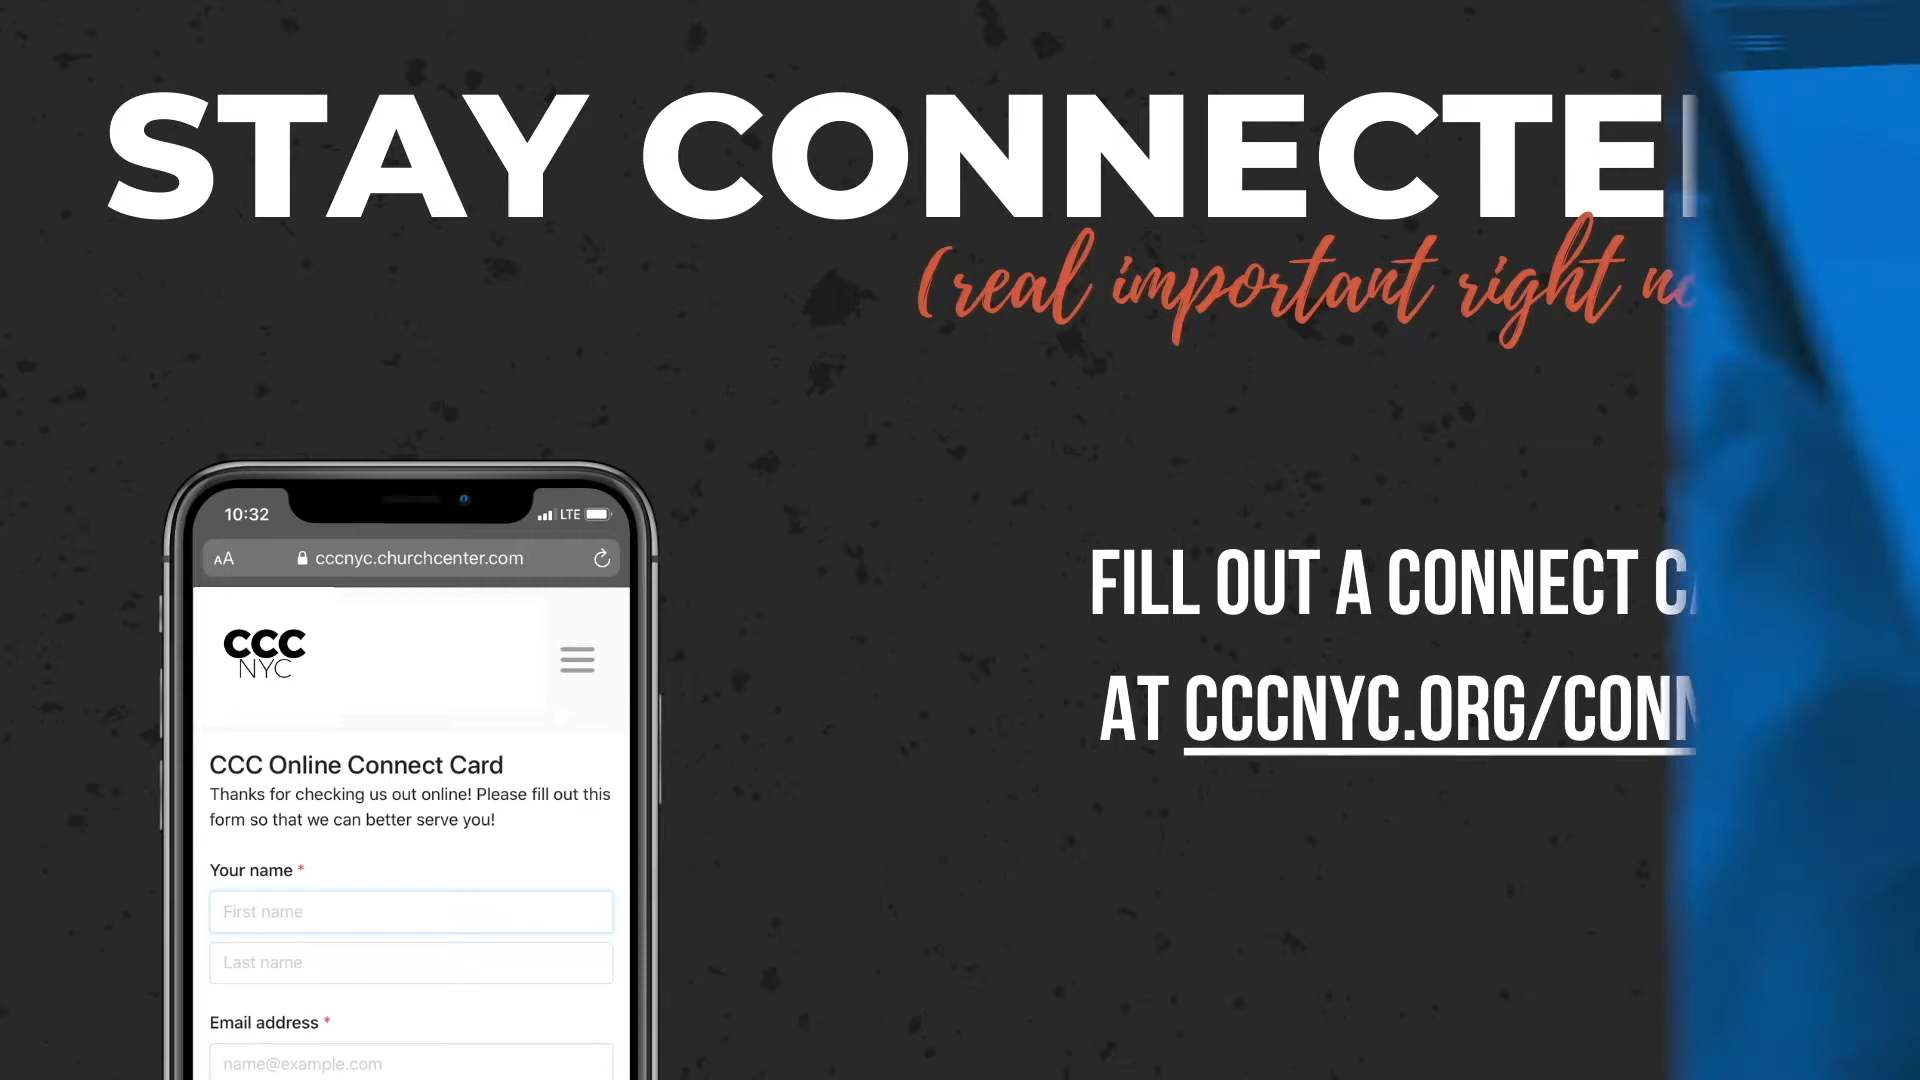 STAY CONNECTE
(real important right
FILL OUT A CONNECT
AT CCCNYC.ORG/CONN
10:32
LTE
AA cccnyc.churchcenter.com
CCC
NYC
CCC Online Connect Card
Thanks for checking us out online! Please fill out this
form so that we can better serve you!
Your name *
First name
Last name
Email address *
name@example.com